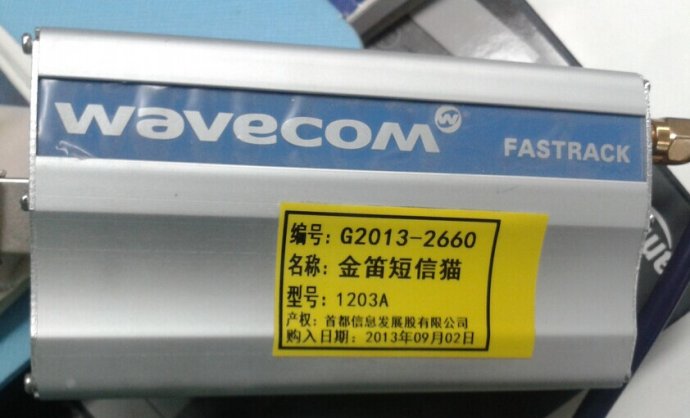 wavecom W
FASTRACK
编号：G2013-2660
名称：金笛短信猫
型号：1203A
产权：首都信息发展股有限公司
购入日期：2013年09月02日